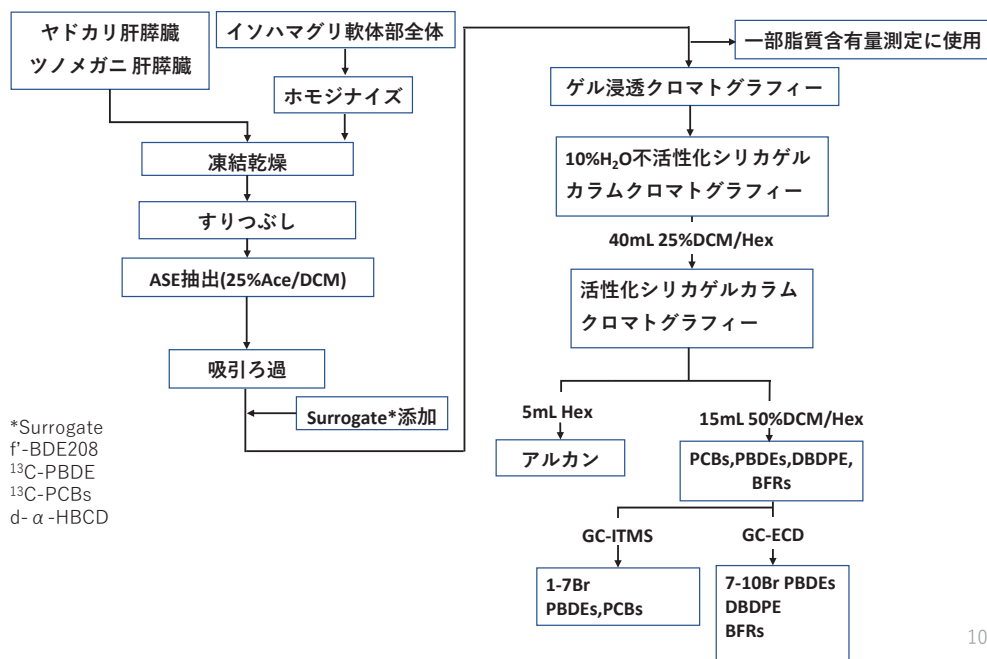 ヤドカリ肝膵臓
ツノメガニ 肝膵臓
イソハマグリ軟体部全体
ホモジナイズ
凍結乾燥
すりつぶし
ASE抽出(25%Ace/DCM)
吸引ろ過
Surrogate*添加
*Surrogate
f'-BDE208
¹³C-PBDE
¹³C-PCBs
d-α-HBCD
一部脂質含有量測定に使用
ゲル浸透クロマトグラフィー
10%H₂O不活性化シリカゲル
カラムクロマトグラフィー
40mL 25%DCM/Hex
活性化シリカゲルカラム
クロマトグラフィー
5mL Hex
15mL 50%DCM/Hex
アルカン
PCBs,PBDEs,DBDPE,
BFRs
GC-ITMS
GC-ECD
1-7Br
PBDEs,PCBs
7-10Br PBDEs
DBDPE
BFRs
10